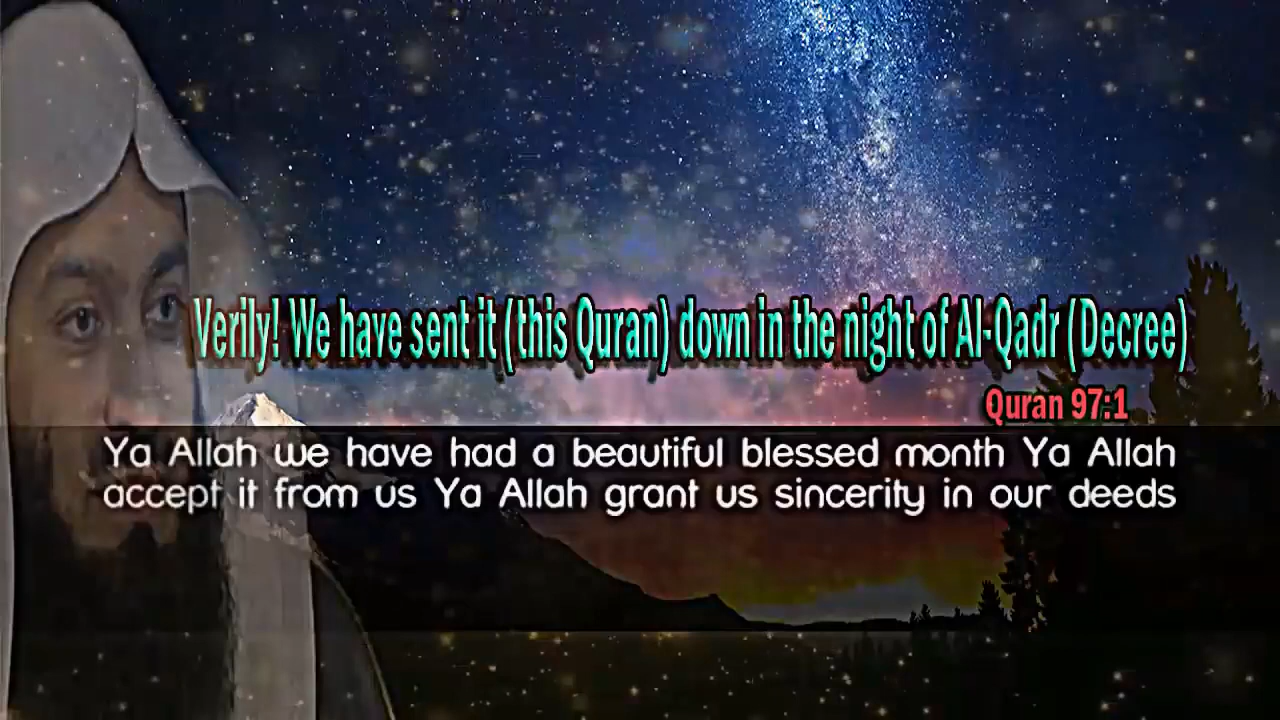 Verily! We have sent it (this Quran) down in the night of Al-Qadr (Decree)
Quran 97:1
Ya Allah we have had a beautiful blessed month Ya Allah
accept it from us Ya Allah grant us sincerity in our deeds